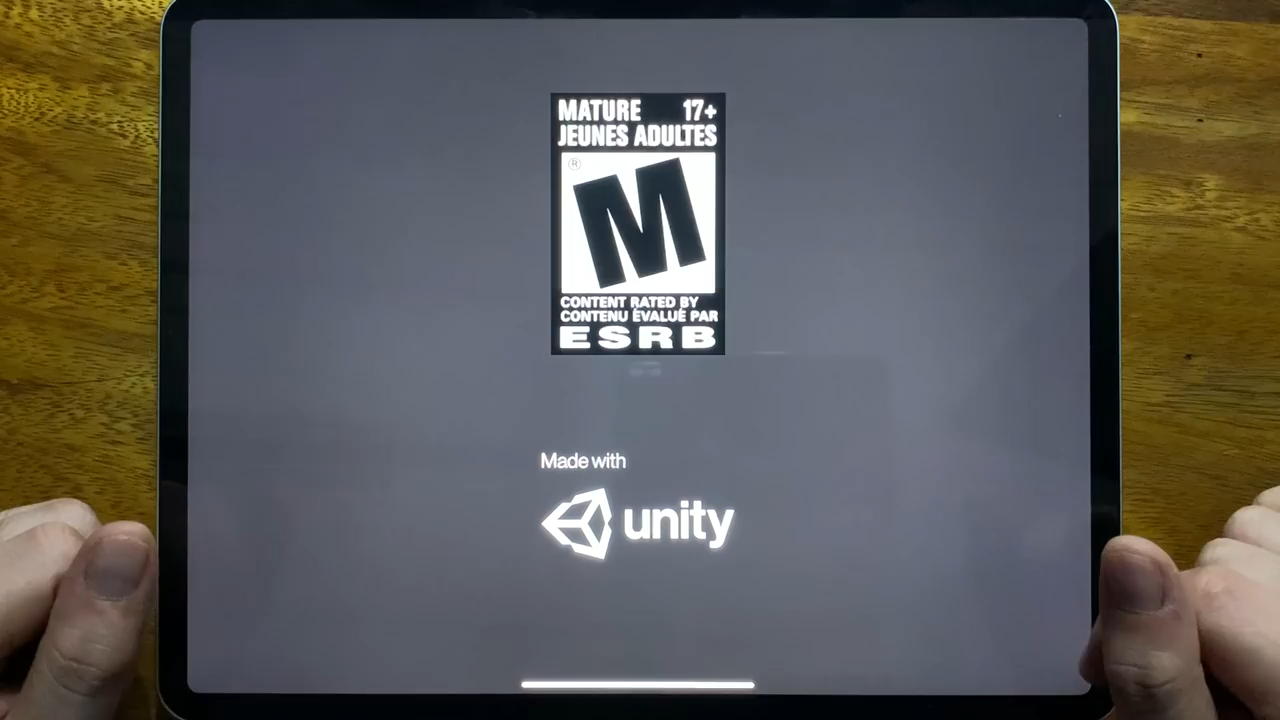 MATURE 17+
JEUNES ADULTES
®
M
CONTENT RATED BY
CONTENU ÉVALUÉ PAR
ESRB
Made with
unity